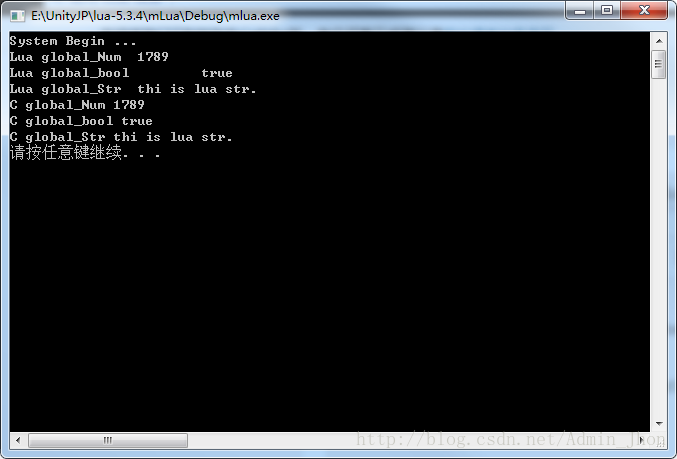 E:\UnityJP\lua-5.3.4\mLua\Debug\mlua.exe
System Begin ...
Lua global_Num  1789
Lua global_bool         true
Lua global_Str  thi is lua str.
C global_Num 1789
C global_bool true
C global_Str thi is lua str.
请按任意键继续. . .
http://blog.csdn.net/Admin_Jhon